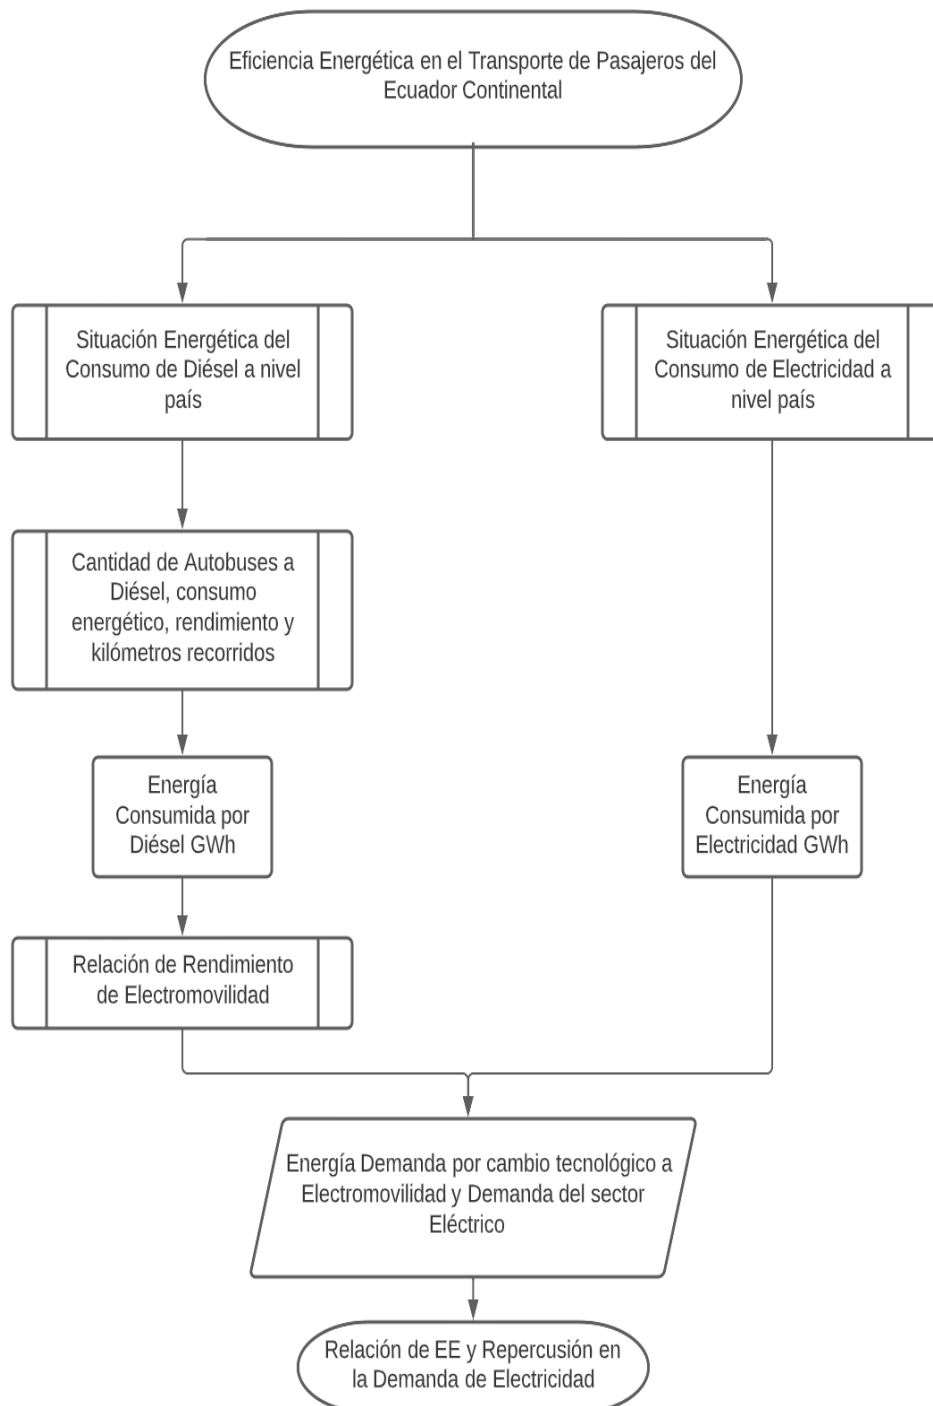 Eficiencia Energética en el Transporte de Pasajeros del
Ecuador Continental
Situación Energética del
Consumo de Diésel a nivel
país
Situación Energética del
Consumo de Electricidad a
nivel país
Cantidad de Autobuses a
Diésel, consumo
energético, rendimiento y
kilómetros recorridos
Energía
Consumida por
Diésel GWh
Energía
Consumida por
Electricidad GWh
Relación de Rendimiento
de Electromovilidad
Energía Demanda por cambio tecnológico a
Electromovilidad y Demanda del sector
Eléctrico
Relación de EE y Repercusión en
la Demanda de Electricidad